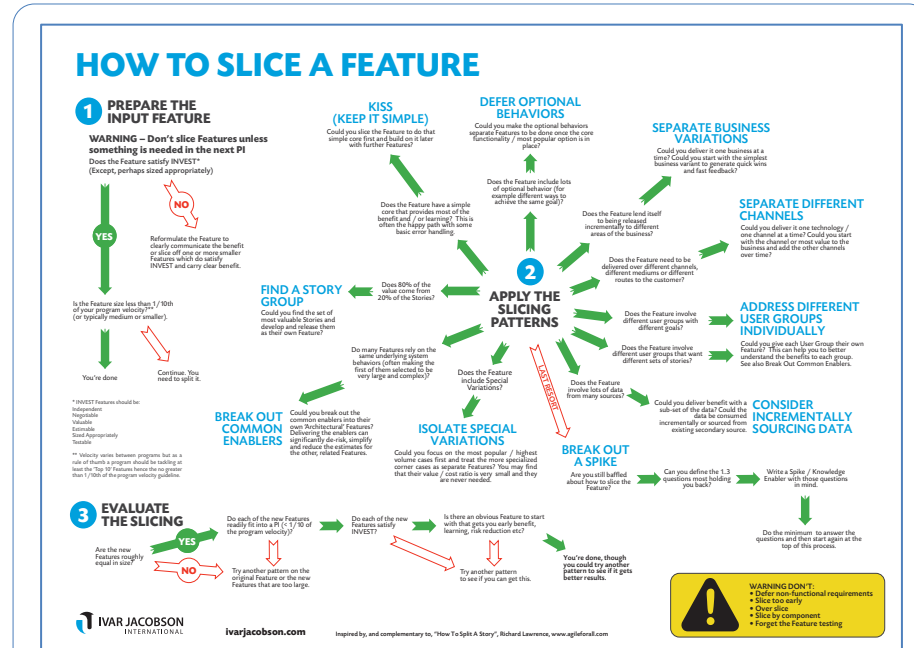 HOW TO SLICE A FEATURE
1
PREPARE THE
INPUT FEATURE
WARNING – Don't slice Features unless
something is needed in the next PI
Does the Feature satisfy INVEST*
(Except, perhaps sized appropriately)
NO
YES
Reformulate the Feature to
clearly communicate the benefit
or slice off one or more smaller
Features which do satisfy
INVEST and carry clear benefit.
Is the Feature size less than 1/10th
of your program velocity?**
(or typically medium or smaller).
You're done
Continue. You
need to split it.
* INVEST Features should be:
Independent
Negotiable
Valuable
Estimable
Sized Appropriately
Testable
** Velocity varies between programs but as a
rule of thumb a program should be tackling at
least the 'Top 10' Features hence the no greater
than 1/10th of the program velocity guideline.
2
APPLY THE
SLICING
PATTERNS
KISS
(KEEP IT SIMPLE)
Could you slice the Feature to do that
simple core first and build on it later
with further Features?
Does the Feature have a simple
core that provides most of the
benefit and / or learning? This is
often the happy path with some
basic error handling.
DEFER OPTIONAL
BEHAVIORS
Could you make the optional behaviors
separate Features to be done once the core
functionality / most popular option is in
place?
Does the Feature include lots
of optional behavior (for
example different ways to
achieve the same goal)?
SEPARATE BUSINESS
VARIATIONS
Could you deliver it one business at a
time? Could you start with the simplest
business variant to generate quick wins
and fast feedback?
Does the Feature lend itself
to being released
incrementally to different
areas of the business?
SEPARATE DIFFERENT
CHANNELS
Could you deliver it one technology /
one channel at a time? Could you start
with the channel or most value to the
business and add the other channels
over time?
Does the Feature need to be
delivered over different channels,
different mediums or different
routes to the customer?
ADDRESS DIFFERENT
USER GROUPS
INDIVIDUALLY
Could you give each User Group their own
Feature? This can help you to better
understand the benefits to each group.
See also Break Out Common Enablers.
Does the Feature involve
different user groups with
different goals?
Does the Feature involve
different user groups that want
different sets of stories?
CONSIDER
INCREMENTALLY
SOURCING DATA
Could you deliver benefit with a
sub-set of the data? Could the
data be consumed
incrementally or sourced from
existing secondary source.
Does the Feature
involve lots of data
from many sources?
LAST RESORT
BREAK OUT
A SPIKE
Are you still baffled
about how to slice the
Feature?
Can you define the 1..3
questions most holding
you back?
Write a Spike / Knowledge
Enabler with those questions
in mind.
Do the minimum to answer the
questions and then start again at the
top of this process.
Does the Feature
include Special
Variations?
ISOLATE SPECIAL
VARIATIONS
Could you focus on the most popular / highest
volume cases first and treat the more specialized
corner cases as separate Features? You may find
that their value / cost ratio is very small and they
are never needed.
Do many Features rely on the
same underlying system
behaviors (often making the
first of them selected to be
very large and complex)?
BREAK OUT
COMMON
ENABLERS
Could you break out the
common enablers into their
own 'Architectural' Features?
Delivering the enablers can
significantly de-risk, simplify
and reduce the estimates for
the other, related Features.
Does 80% of the
value come from
20% of the Stories?
FIND A STORY
GROUP
Could you find the set of
most valuable Stories and
develop and release them
as their own Feature?
3
EVALUATE
THE SLICING
Are the new
Features roughly
equal in size?
YES
NO
Do each of the new Features
readily fit into a PI (< 1/10 of
the program velocity)?
Try another pattern on the
original Feature or the new
Features that are too large.
Do each of the new
Features satisfy
INVEST?
Is there an obvious Feature to start
with that gets you early benefit,
learning, risk reduction etc?
Try another pattern
to see if you can get this.
You're done, though
you could try another
pattern to see if it gets
better results.
WARNING DON'T:
• Defer non-functional requirements
• Slice too early
• Over slice
• Slice by component
• Forget the Feature testing
IVAR JACOBSON
INTERNATIONAL
ivarjacobson.com
Inspired by, and complementary to, "How To Split A Story", Richard Lawrence, www.agileforall.com